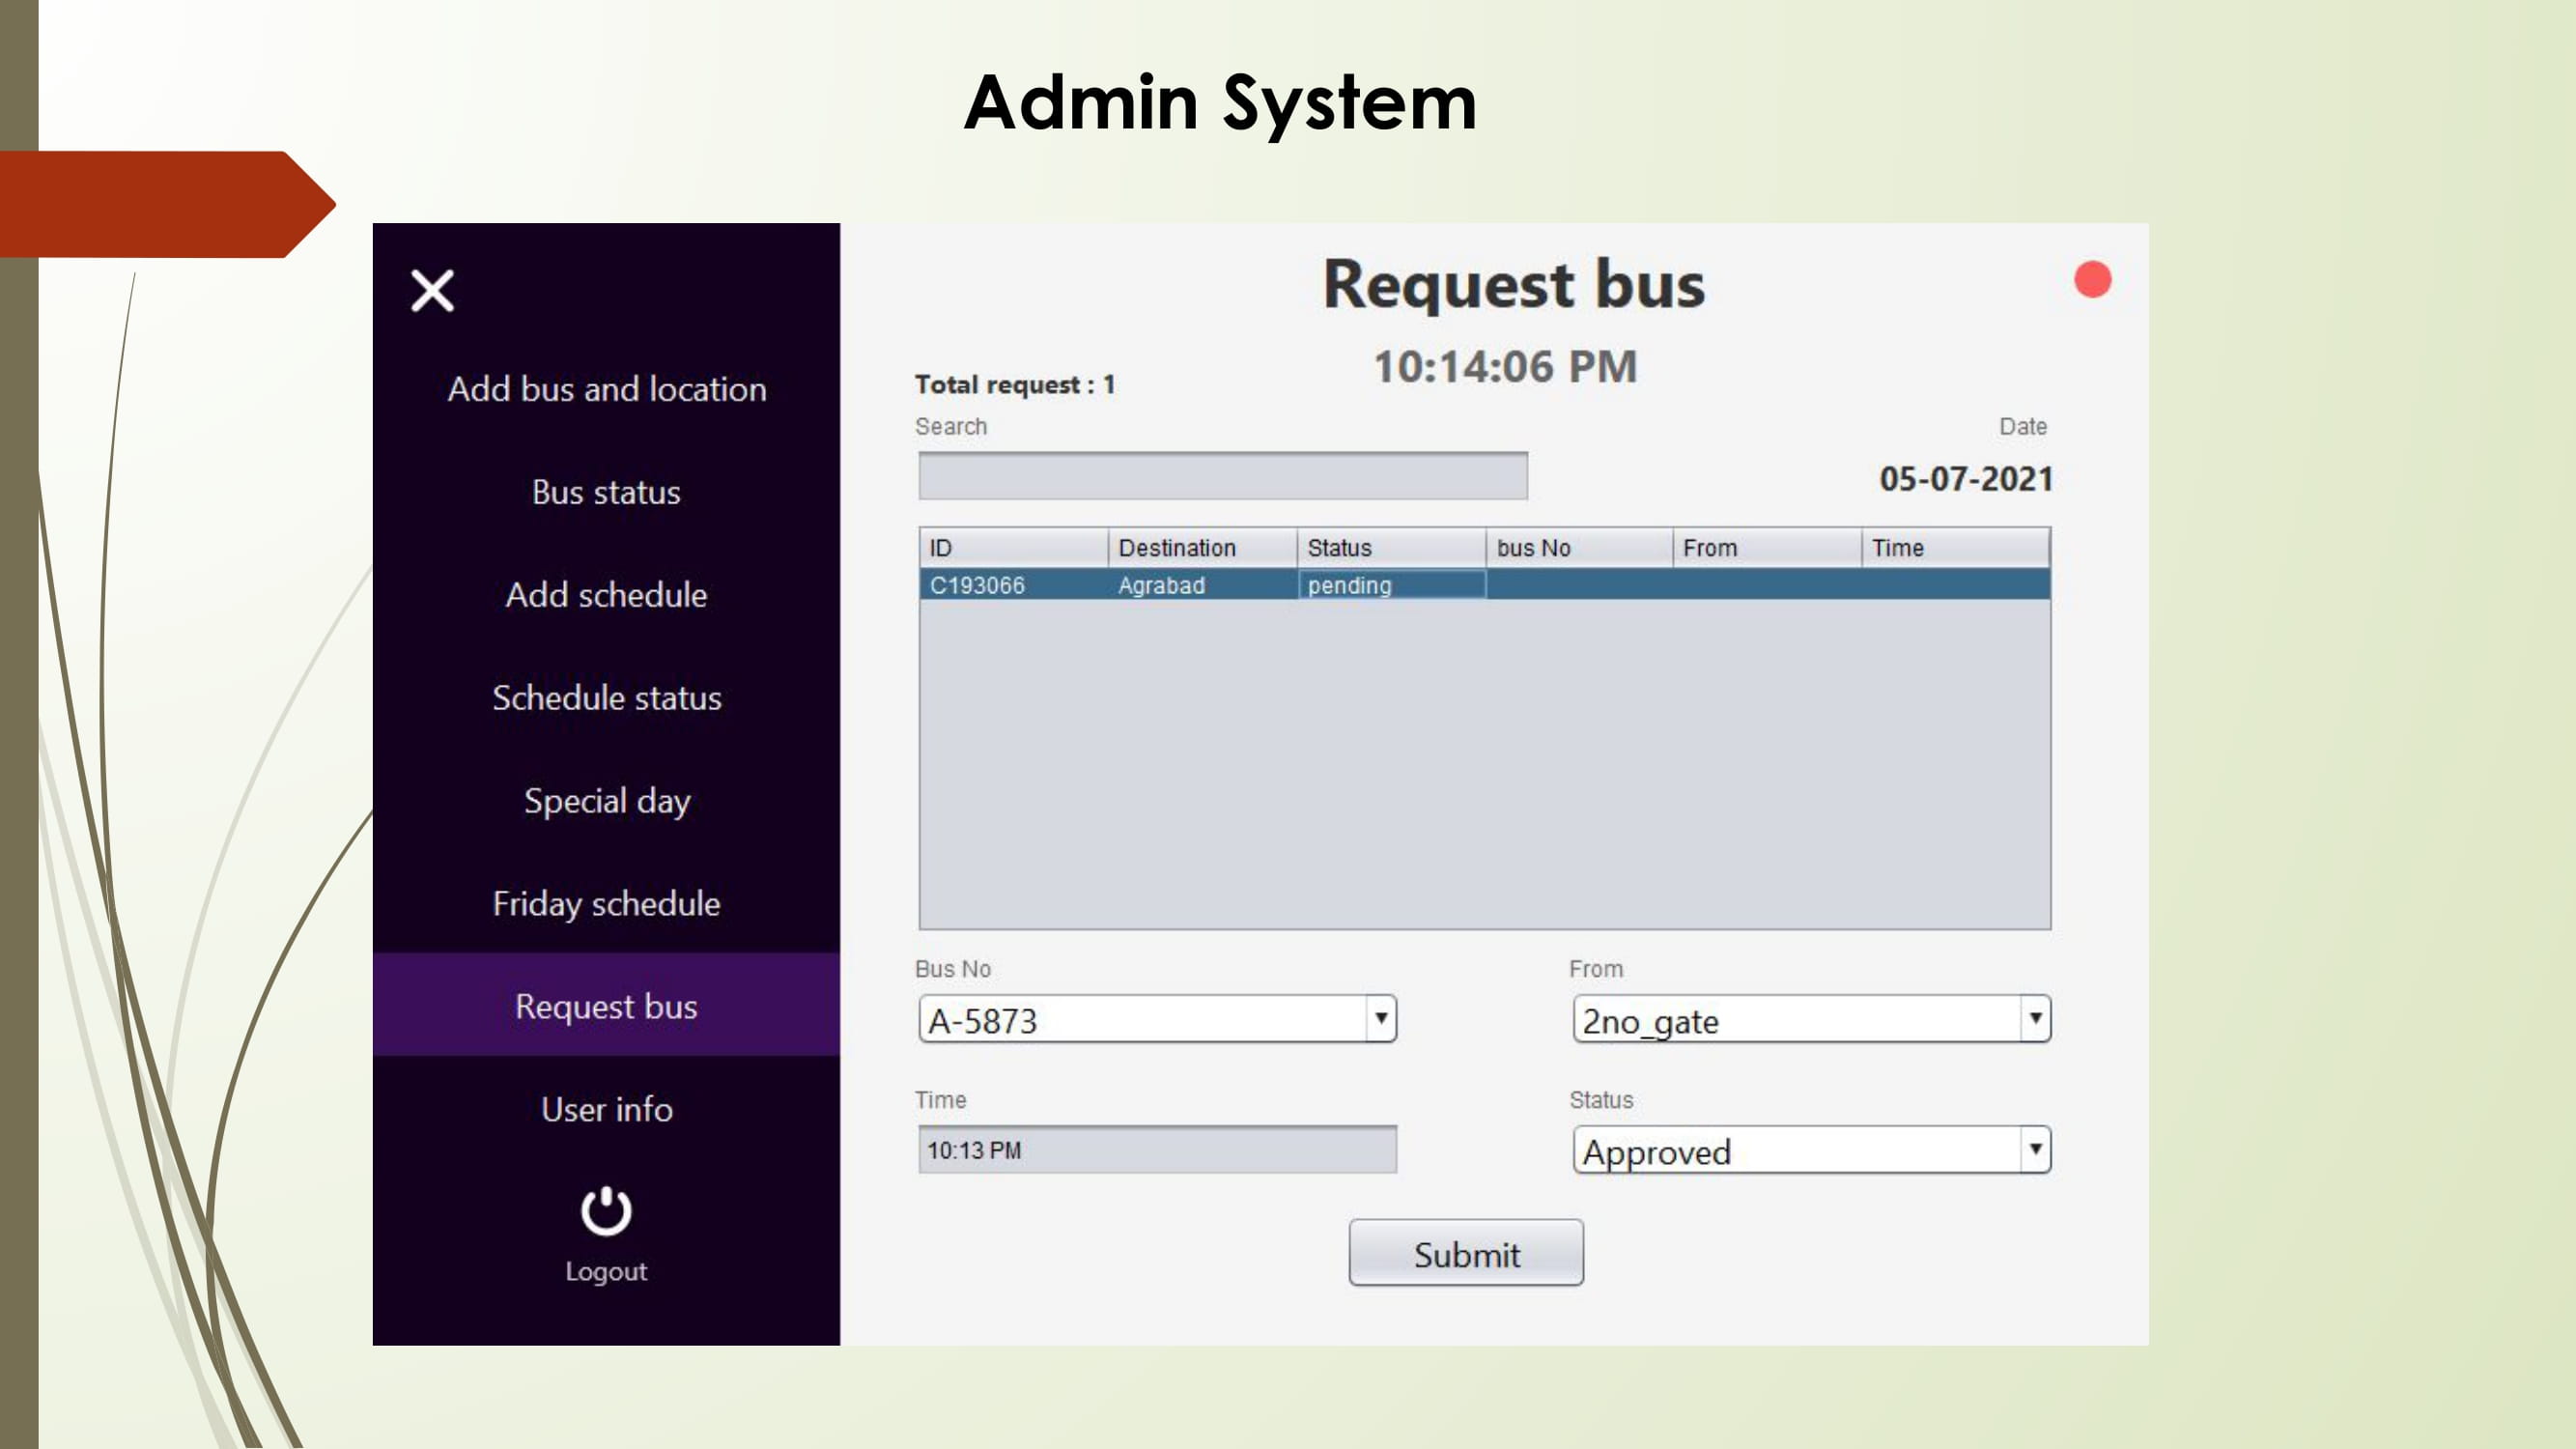 Admin System
Add bus and location
Bus status
Add schedule
Schedule status
Special day
Friday schedule
Request bus
User info
Logout
Request bus
10:14:06 PM
Total request : 1
Search
Date
05-07-2021
ID Destination Status bus No From Time
C193066 Agrabad pending
Bus No From
A-5873 2no_gate
Time Status
10:13 PM Approved
Submit